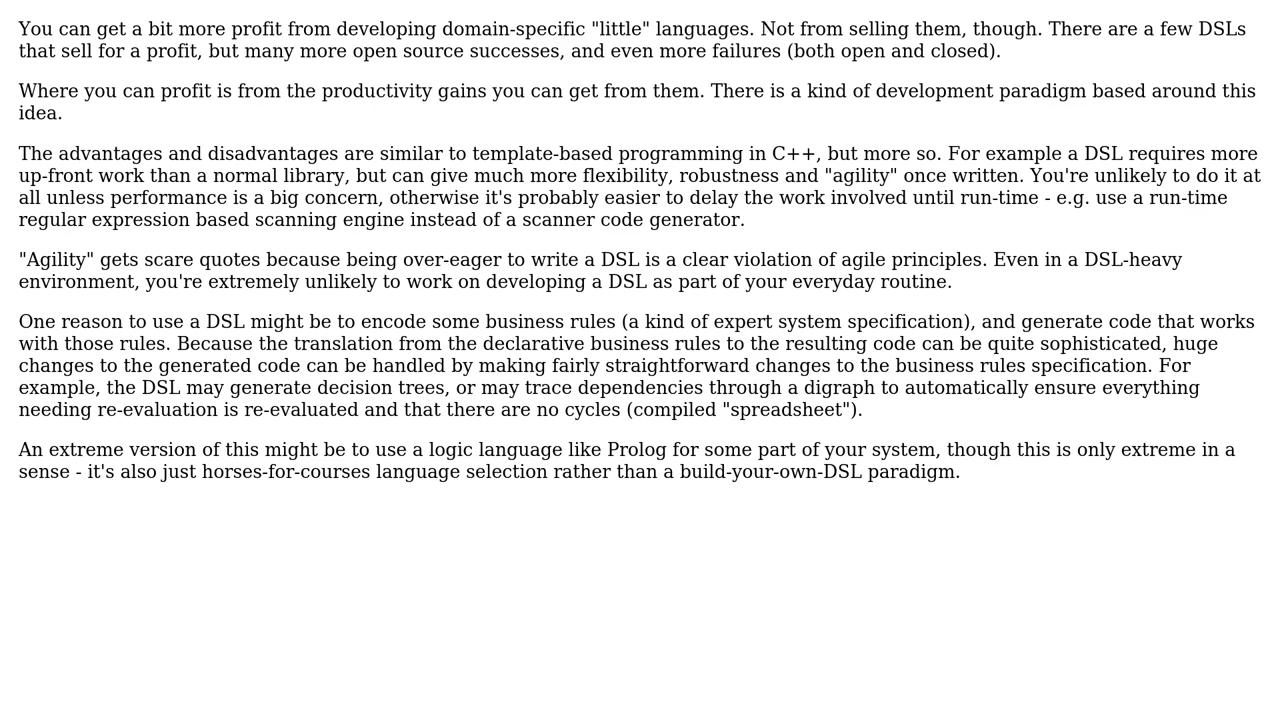 You can get a bit more profit from developing domain-specific "little" languages. Not from selling them, though. There are a few DSLs
that sell for a profit, but many more open source successes, and even more failures (both open and closed).
Where you can profit is from the productivity gains you can get from them. There is a kind of development paradigm based around this
idea.
The advantages and disadvantages are similar to template-based programming in C++, but more so. For example a DSL requires more
up-front work than a normal library, but can give much more flexibility, robustness and "agility" once written. You're unlikely to do it at
all unless performance is a big concern, otherwise it's probably easier to delay the work involved until run-time - e.g. use a run-time
regular expression based scanning engine instead of a scanner code generator.
"Agility" gets scare quotes because being over-eager to write a DSL is a clear violation of agile principles. Even in a DSL-heavy
environment, you're extremely unlikely to work on developing a DSL as part of your everyday routine.
One reason to use a DSL might be to encode some business rules (a kind of expert system specification), and generate code that works
with those rules. Because the translation from the declarative business rules to the resulting code can be quite sophisticated, huge
changes to the generated code can be handled by making fairly straightforward changes to the business rules specification. For
example, the DSL may generate decision trees, or may trace dependencies through a digraph to automatically ensure everything
needing re-evaluation is re-evaluated and that there are no cycles (compiled "spreadsheet").
An extreme version of this might be to use a logic language like Prolog for some part of your system, though this is only extreme in a
sense - it's also just horses-for-courses language selection rather than a build-your-own-DSL paradigm.